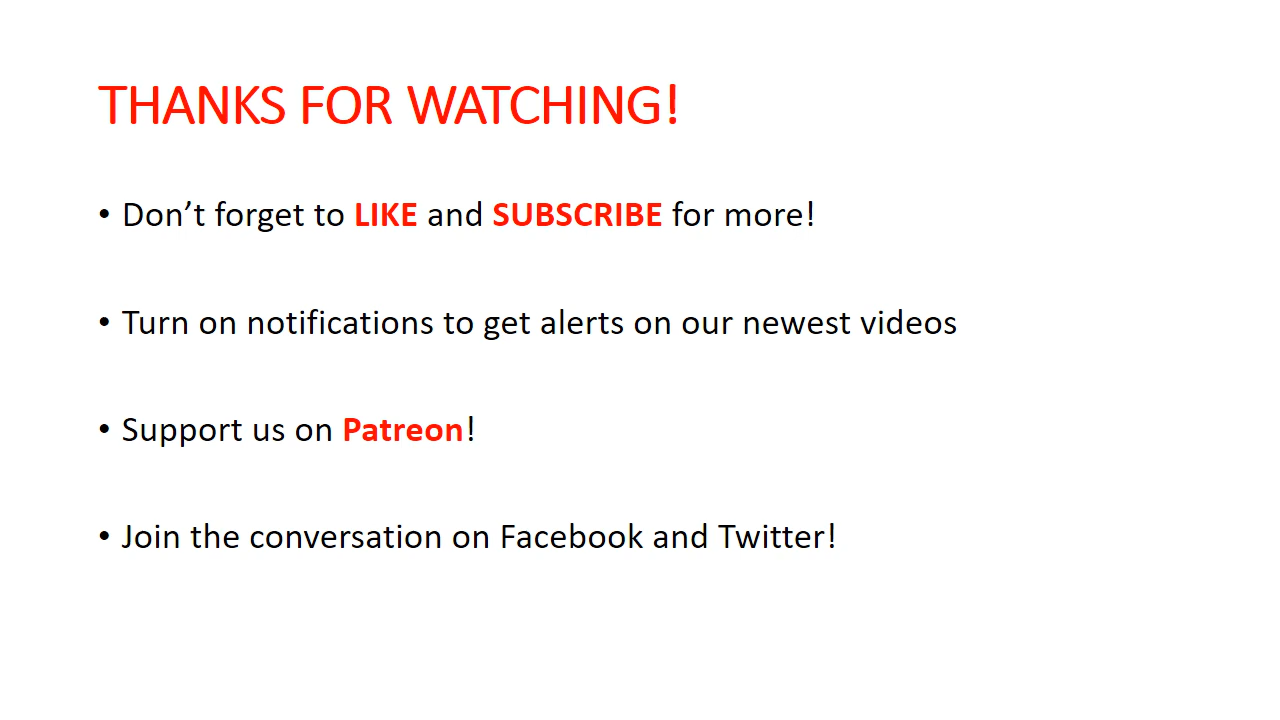 THANKS FOR WATCHING!
• Don’t forget to LIKE and SUBSCRIBE for more!
• Turn on notifications to get alerts on our newest videos
• Support us on Patreon!
• Join the conversation on Facebook and Twitter!